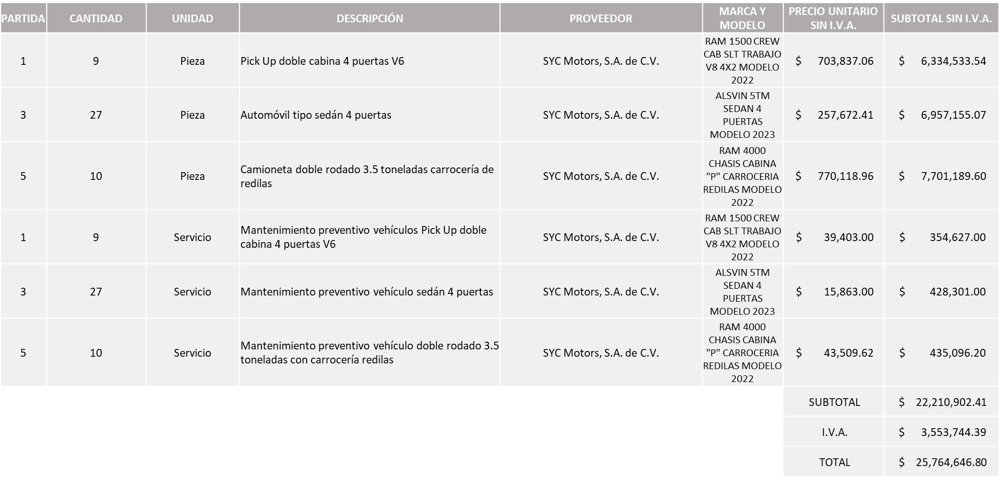 PARTIDA CANTIDAD UNIDAD DESCRIPCIÓN PROVEEDOR MARCA Y MODELO PRECIO UNITARIO SIN I.V.A. SUBTOTAL SIN I.V.A.
1 9 Pieza Pick Up doble cabina 4 puertas V6 SYC Motors, S.A. de C.V. RAM 1500 CREW CAB SLT TRABAJO V8 4X2 MODELO 2022 $ 703,837.06 $ 6,334,533.54
3 27 Pieza Automóvil tipo sedán 4 puertas SYC Motors, S.A. de C.V. ALSVIN 5TM SEDAN 4 PUERTAS MODELO 2023 $ 257,672.41 $ 6,957,155.07
5 10 Pieza Camioneta doble rodado 3.5 toneladas carrocería de redilas SYC Motors, S.A. de C.V. RAM 4000 CHASIS CABINA "P" CARROCERIA REDILAS MODELO 2022 $ 770,118.96 $ 7,701,189.60
1 9 Servicio Mantenimiento preventivo vehículos Pick Up doble cabina 4 puertas V6 SYC Motors, S.A. de C.V. RAM 1500 CREW CAB SLT TRABAJO V8 4X2 MODELO 2022 $ 39,403.00 $ 354,627.00
3 27 Servicio Mantenimiento preventivo vehículo sedán 4 puertas SYC Motors, S.A. de C.V. ALSVIN 5TM SEDAN 4 PUERTAS MODELO 2023 $ 15,863.00 $ 428,301.00
5 10 Servicio Mantenimiento preventivo vehículo doble rodado 3.5 toneladas con carrocería redilas SYC Motors, S.A. de C.V. RAM 4000 CHASIS CABINA "P" CARROCERIA REDILAS MODELO 2022 $ 43,509.62 $ 435,096.20
SUBTOTAL $ 22,210,902.41
I.V.A. $ 3,553,744.39
TOTAL $ 25,764,646.80